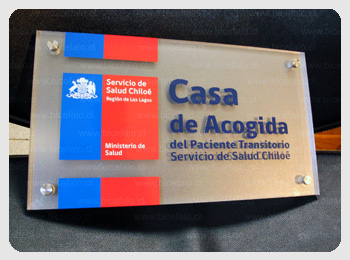 Servicio de
Salud Chiloé
Región de Los Lagos
Ministerio de
Salud
Casa
de Acogida
del Paciente Transitorio
Servicio de Salud Chiloé